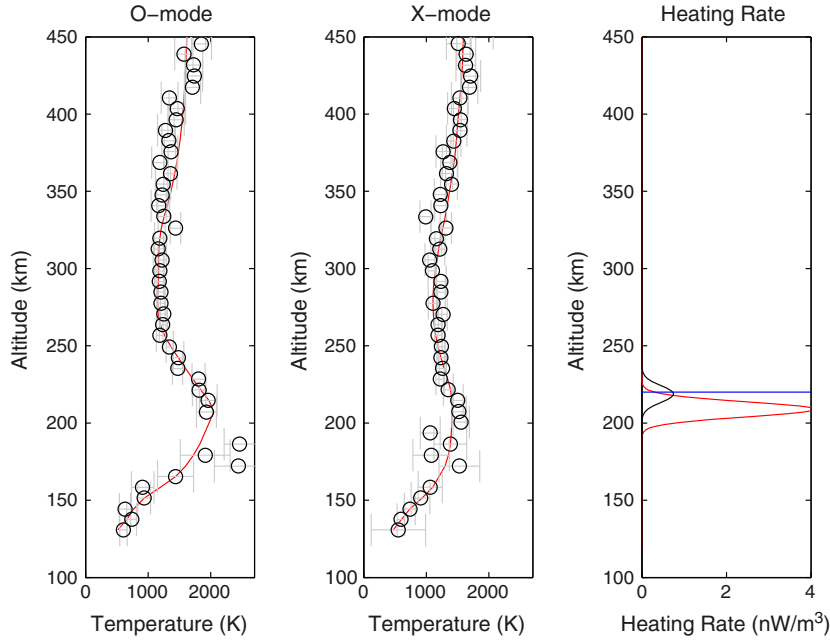 O−mode
450
400
350
300
250
200
150
100
Altitude (km)
0 1000 2000
Temperature (K)
X−mode
450
400
350
300
250
200
150
100
Altitude (km)
0 1000 2000
Temperature (K)
Heating Rate
450
400
350
300
250
200
150
100
Altitude (km)
0 2 4
Heating Rate (nW/m³)